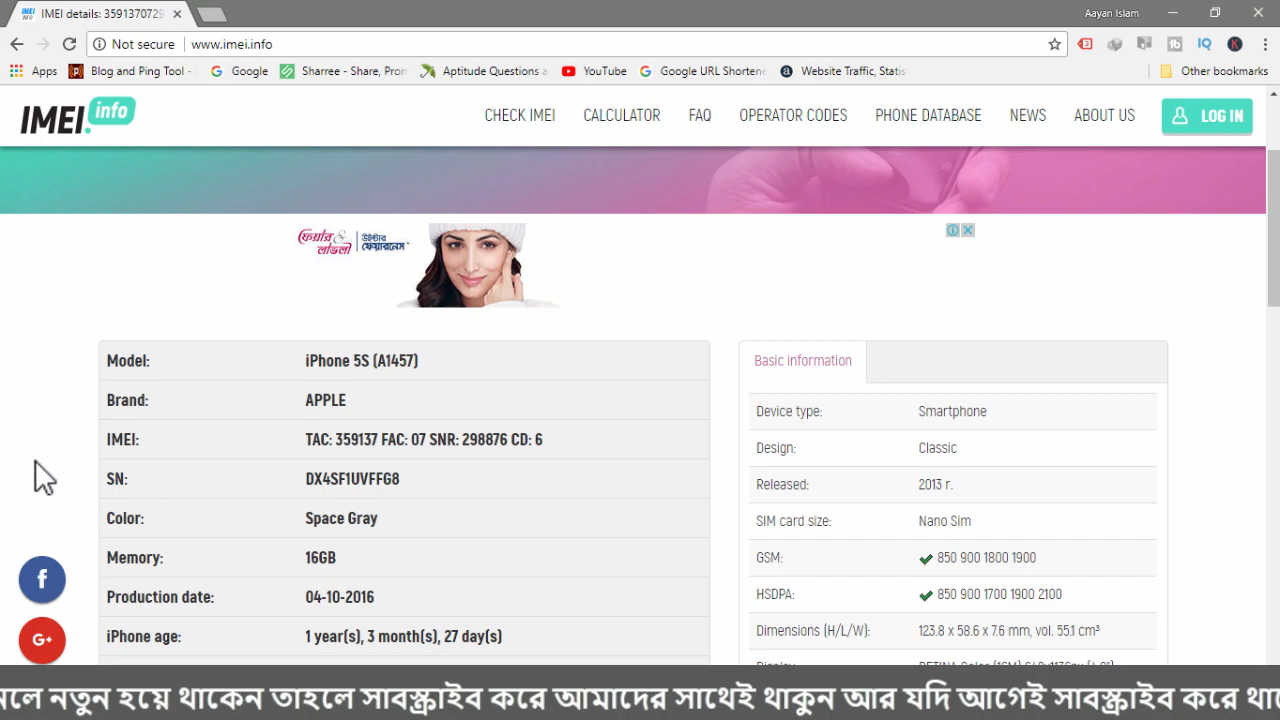 IMEI details: 3591370729
Aayan Islam
Not secure www.imei.info
Apps Blog and Ping Tool - Google Sharree - Share, Pron Aptitude Questions YouTube Google URL Shortene Website Traffic, Statis Other bookmarks
IMEI.info CHECK IMEI CALCULATOR FAQ OPERATOR CODES PHONE DATABASE NEWS ABOUT US LOG IN
ফেয়ার & লাভলী উইন্টার ফেয়ারনেস
Model: iPhone 5S (A1457)
Basic information
Brand: APPLE
Device type: Smartphone
IMEI: TAC: 359137 FAC: 07 SNR: 298876 CD: 6
Design: Classic
SN: DX4SF1UVFFG8
Released: 2013 r.
Color: Space Gray
SIM card size: Nano Sim
Memory: 16GB
GSM: 850 900 1800 1900
Production date: 04-10-2016
HSDPA: 850 900 1700 1900 2100
iPhone age: 1 year(s), 3 month(s), 27 day(s)
Dimensions (H/L/W): 123.8 x 58.6 x 7.6 mm, vol. 55.1 cm³
নলে নতুন হয়ে থাকেন তাহলে সাবস্ক্রাইব করে আমাদের সাথেই থাকুন আর যদি আগেই সাবস্ক্রাইব করে থা